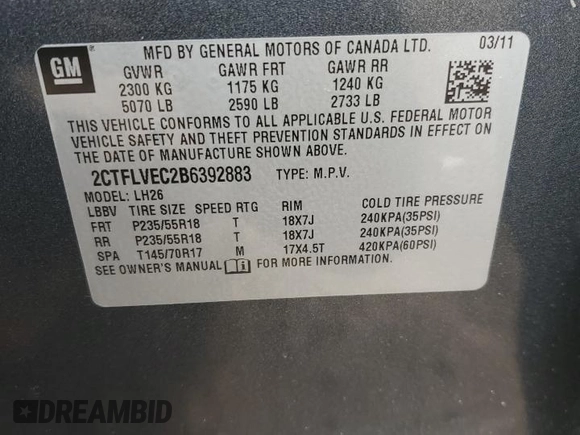 GM
MFD BY GENERAL MOTORS OF CANADA LTD. 03/11
GVWR GAWR FRT GAWR RR
2300 KG 1175 KG 1240 KG
5070 LB 2590 LB 2733 LB
THIS VEHICLE CONFORMS TO ALL APPLICABLE U.S. FEDERAL MOTOR
VEHICLE SAFETY AND THEFT PREVENTION STANDARDS IN EFFECT ON
THE DATE OF MANUFACTURE SHOWN ABOVE.
2CTFLVEC2B6392883 TYPE: M.P.V.
MODEL: LH26
LBBV TIRE SIZE SPEED RTG RIM COLD TIRE PRESSURE
FRT P235/55R18 T 18X7J 240KPA(35PSI)
RR P235/55R18 T 18X7J 240KPA(35PSI)
SPA T145/70R17 M 17X4.5T 420KPA(60PSI)
SEE OWNER'S MANUAL FOR MORE INFORMATION.
DREAMBID